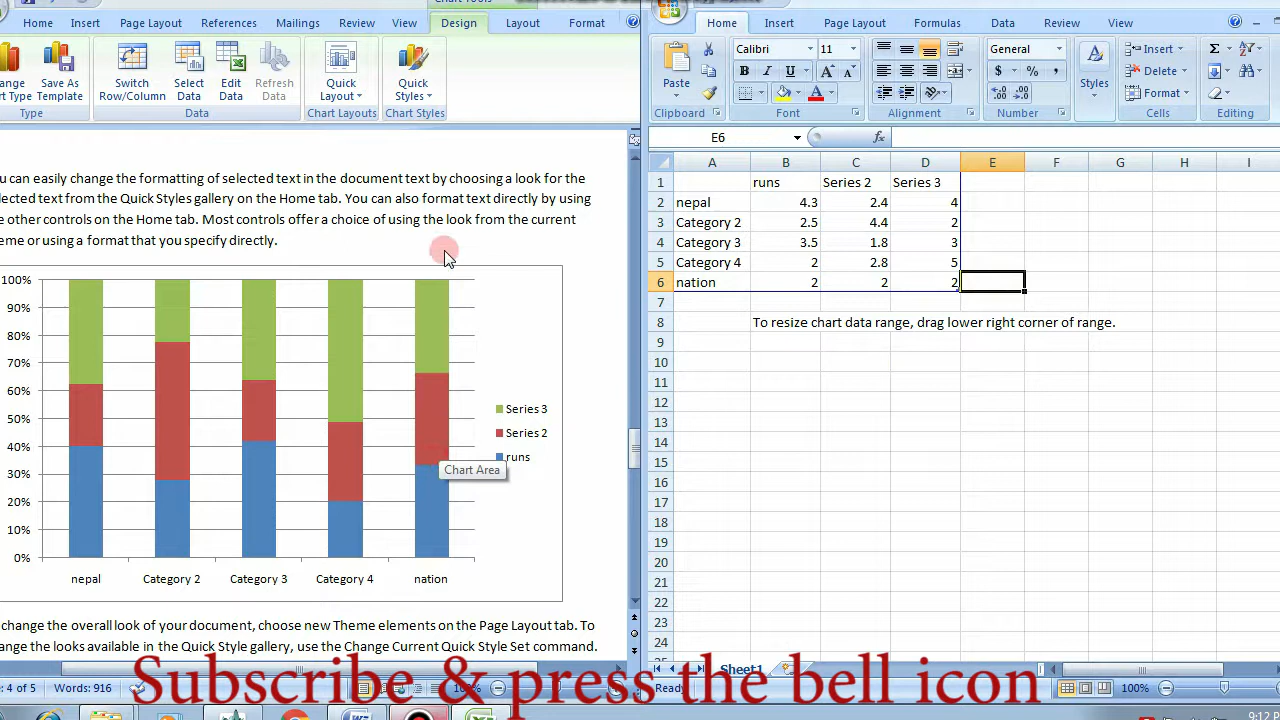 Home Insert Page Layout References Mailings Review View Design Layout Format
Switch Row/Column
Select Data
Edit Data
Refresh Data
Quick Layout
Quick Styles
Save As Template
Type Data Chart Layouts Chart Styles
can easily change the formatting of selected text in the document text by choosing a look for the
text from the Quick Styles gallery on the Home tab. You can also format text directly by using
other controls on the Home tab. Most controls offer a choice of using the look from the current
or using a format that you specify directly.
100%
90%
80%
70%
60%
50%
40%
30%
20%
10%
0%
Series 3
Series 2
runs
Chart Area
nepal Category 2 Category 3 Category 4 nation
change the overall look of your document, choose new Theme elements on the Page Layout tab. To
the looks available in the Quick Style gallery, use the Change Current Quick Style Set command.
4 of 5 Words: 916
Home Insert Page Layout Formulas Data Review View
Paste
Calibri 11
B I U A A
General
$ % ,
Styles
Insert
Delete
Format
Σ
Clipboard Font Alignment Number Cells Editing
E6 fx
A B C D E F G H I
1 runs Series 2 Series 3
2 nepal 4.3 2.4 4
3 Category 2 2.5 4.4 2
4 Category 3 3.5 1.8 3
5 Category 4 2 2.8 5
6 nation 2 2 2
7
8 To resize chart data range, drag lower right corner of range.
9
10
11
12
13
14
15
16
17
18
19
20
21
22
23
24
Sheet1
Ready 100%
Subscribe & press the bell icon
9:12 PM